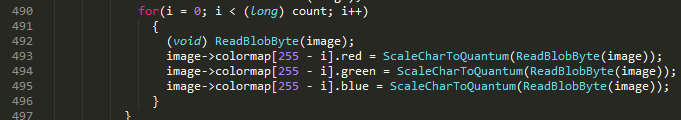 490 for(i = 0; i < (long) count; i++)
491 {
492 (void) ReadBlobByte(image);
493 image->colormap[255 - i].red = ScaleCharToQuantum(ReadBlobByte(image));
494 image->colormap[255 - i].green = ScaleCharToQuantum(ReadBlobByte(image));
495 image->colormap[255 - i].blue = ScaleCharToQuantum(ReadBlobByte(image));
496 }
497 }